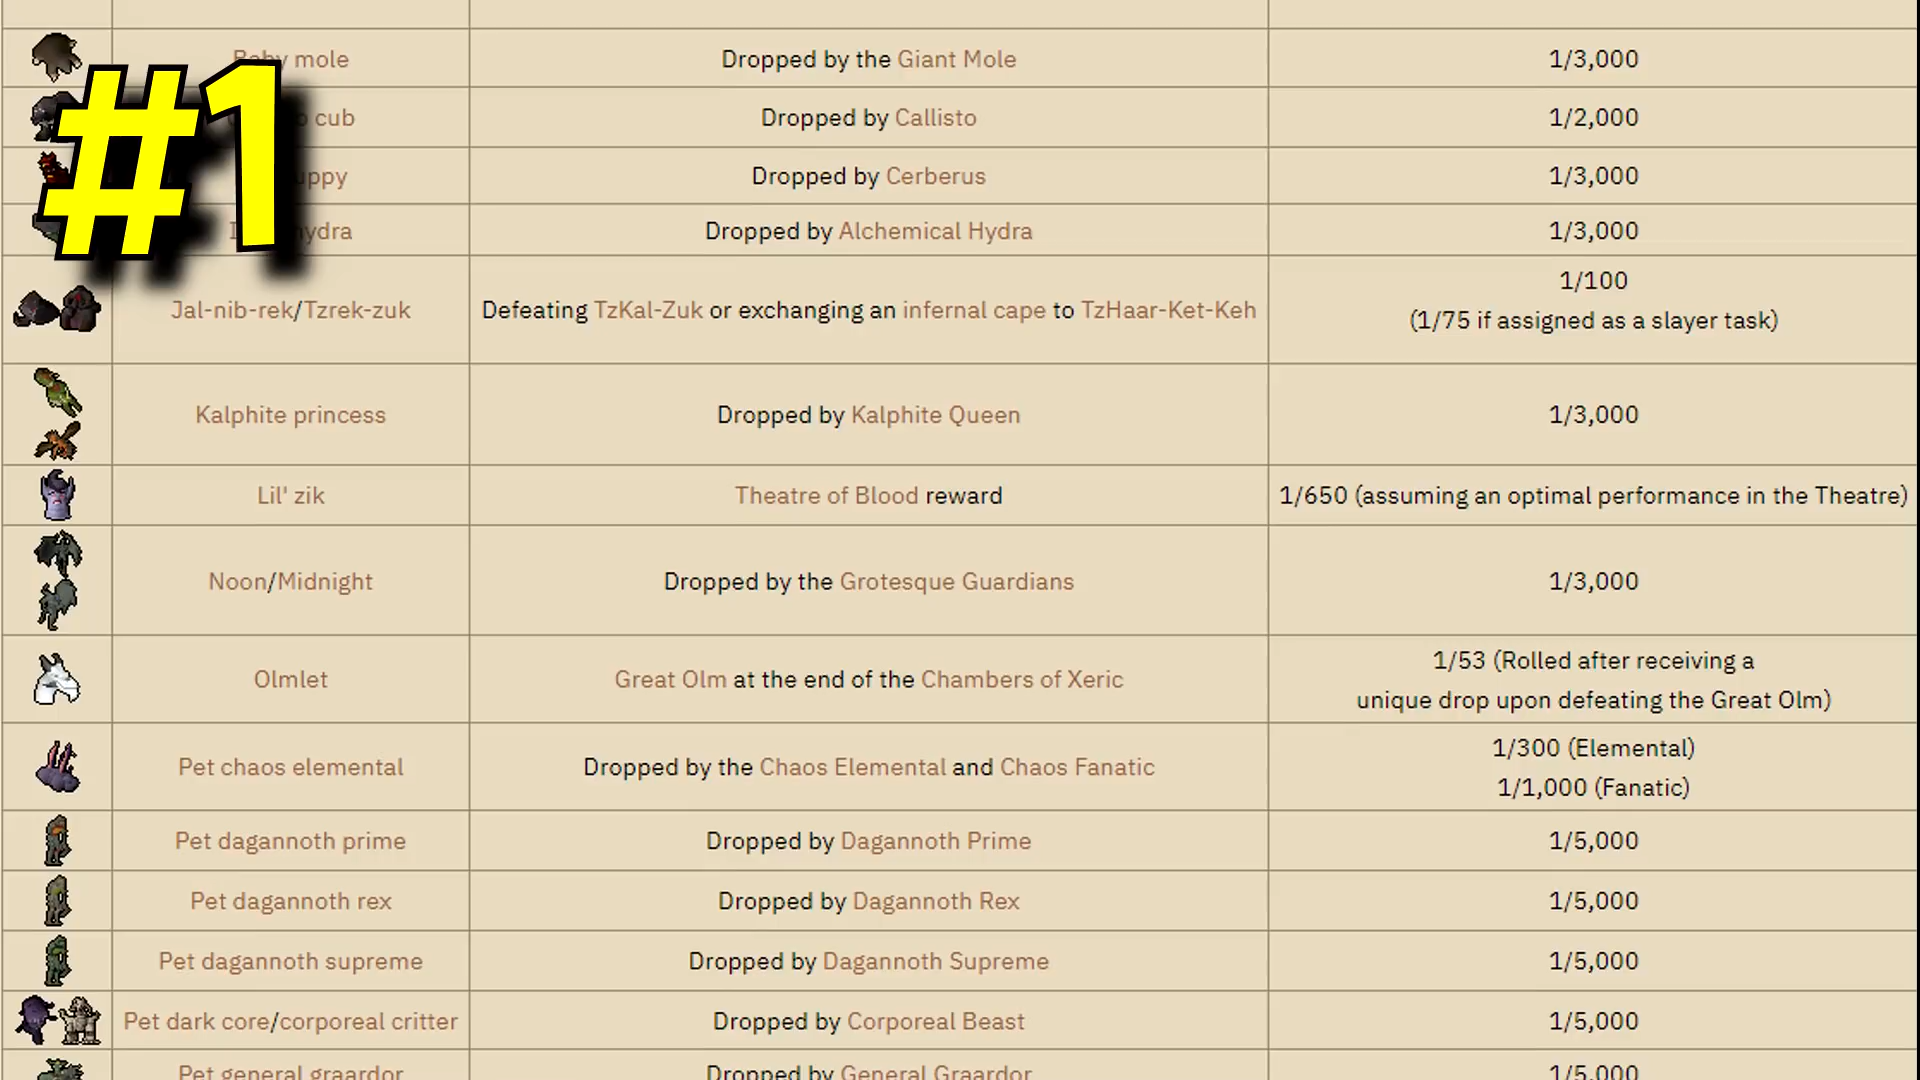 #1
mole Dropped by the Giant Mole 1/3,000
cub Dropped by Callisto 1/2,000
Dropped by Cerberus 1/3,000
hydra Dropped by Alchemical Hydra 1/3,000
Jal-nib-rek/Tzrek-zuk Defeating TzKal-Zuk or exchanging an infernal cape to TzHaar-Ket-Keh 1/100
(1/75 if assigned as a slayer task)
Kalphite princess Dropped by Kalphite Queen 1/3,000
Lil' zik Theatre of Blood reward 1/650 (assuming an optimal performance in the Theatre)
Noon/Midnight Dropped by the Grotesque Guardians 1/3,000
Olmlet Great Olm at the end of the Chambers of Xeric 1/53 (Rolled after receiving a
unique drop upon defeating the Great Olm)
Pet chaos elemental Dropped by the Chaos Elemental and Chaos Fanatic 1/300 (Elemental)
1/1,000 (Fanatic)
Pet dagannoth prime Dropped by Dagannoth Prime 1/5,000
Pet dagannoth rex Dropped by Dagannoth Rex 1/5,000
Pet dagannoth supreme Dropped by Dagannoth Supreme 1/5,000
Pet dark core/corporeal critter Dropped by Corporeal Beast 1/5,000
Pet general graardor Dropped by General Graardor 1/5,000